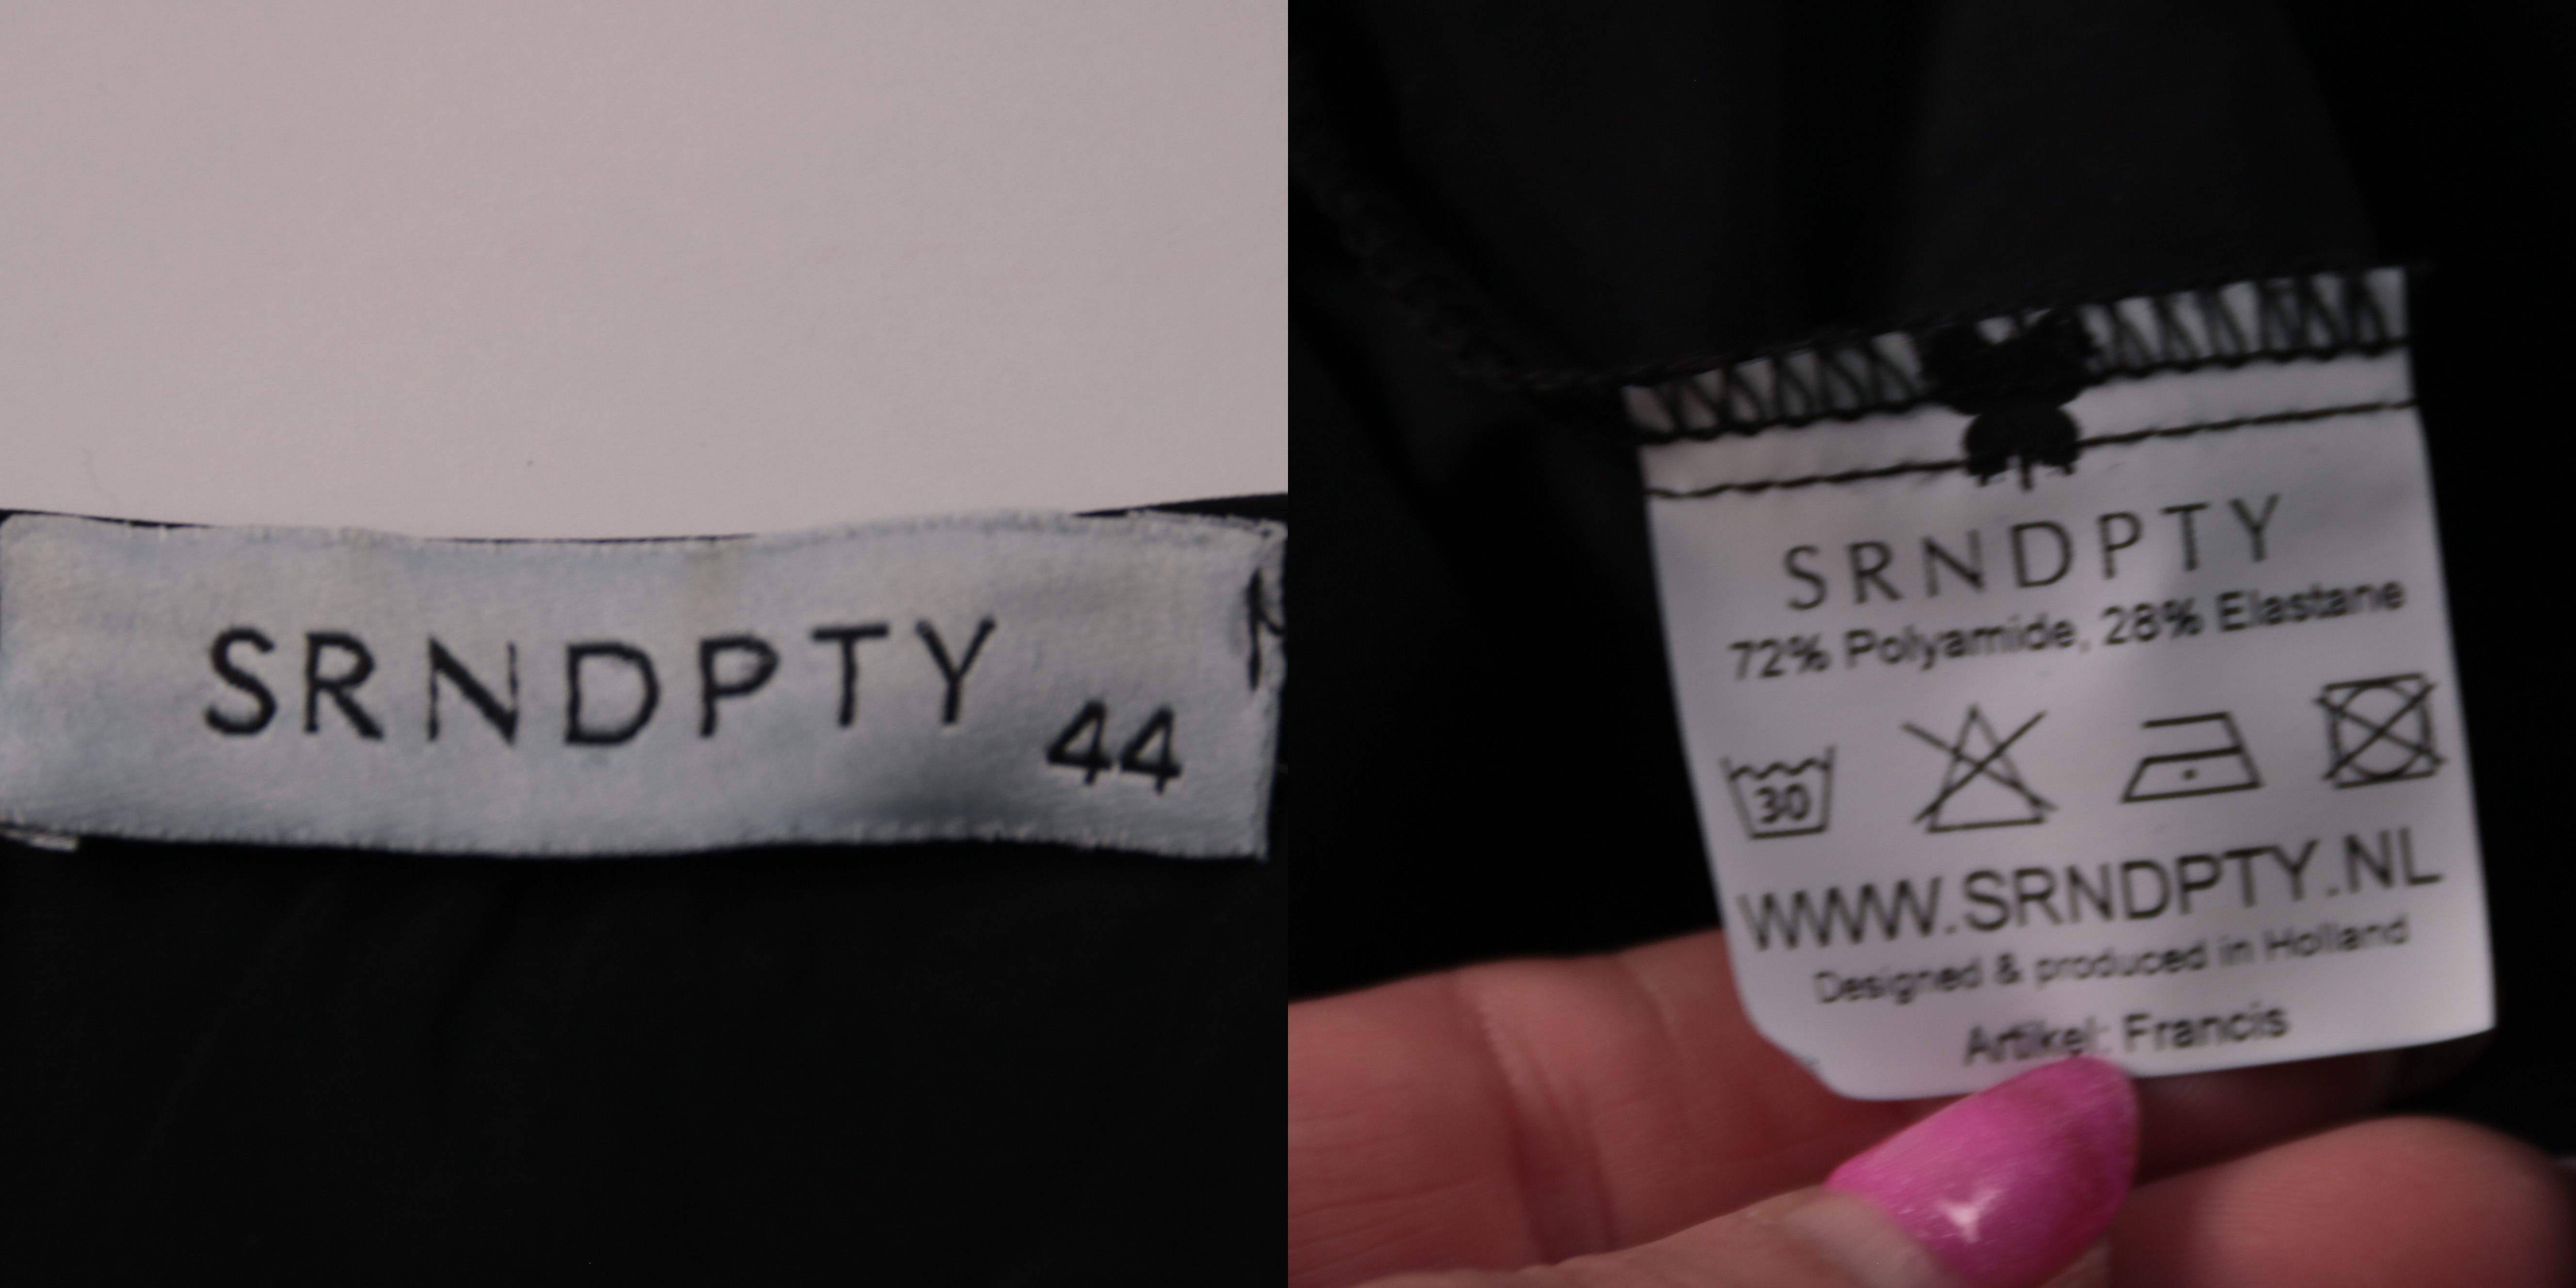 SRNDPTY
44
SRNDPTY
72% Polyamide, 28% Elastane
30
WWW.SRNDPTY.NL
Designed & produced in Holland
Artikel: Francis